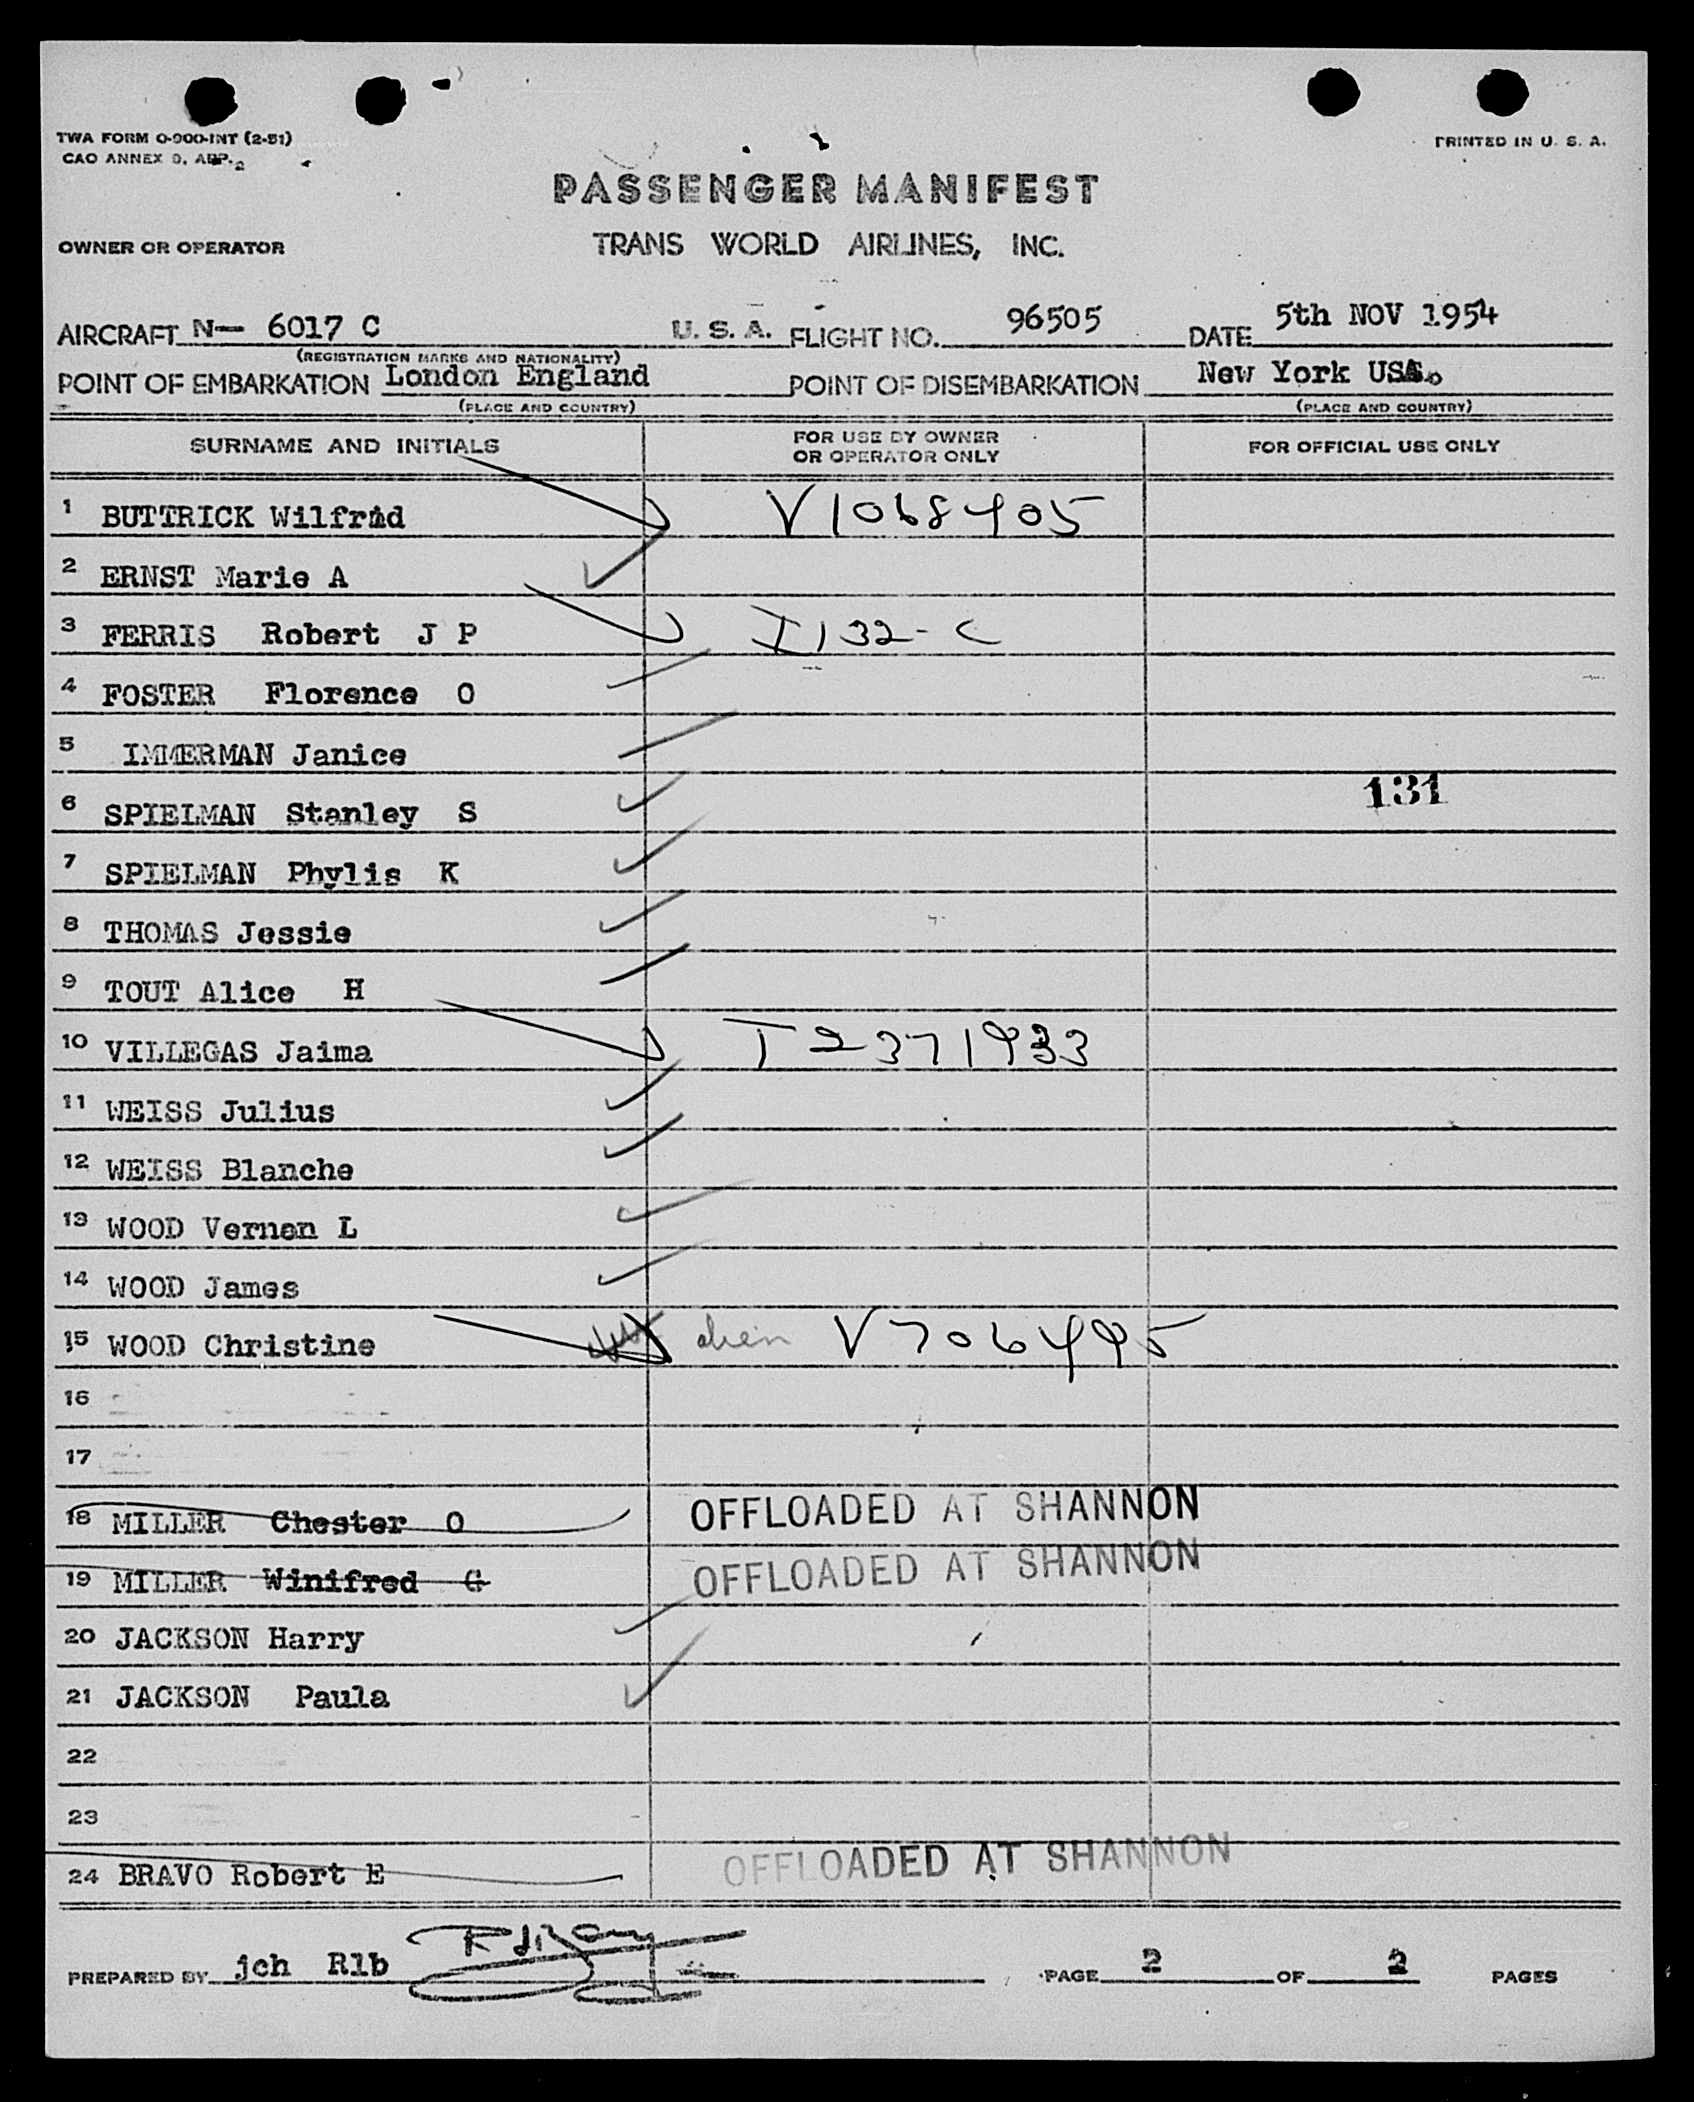 TWA FORM O-900-INT (2-51)
CAO ANNEX 9, APP. 2
PRINTED IN U. S. A.
PASSENGER MANIFEST
OWNER OR OPERATOR
TRANS WORLD AIRLINES, INC.
AIRCRAFT N— 6017 C U. S. A. FLIGHT NO. 96505 DATE 5th NOV 1954
(REGISTRATION MARKS AND NATIONALITY)
POINT OF EMBARKATION London England POINT OF DISEMBARKATION New York USA.
(PLACE AND COUNTRY) (PLACE AND COUNTRY)
SURNAME AND INITIALS FOR USE BY OWNER OR OPERATOR ONLY FOR OFFICIAL USE ONLY
1 BUTTRICK Wilfrid V1068405
2 ERNST Marie A
3 FERRIS Robert J P I132-C
4 FOSTER Florence O
5 IMMERMAN Janice
131
6 SPIELMAN Stanley S
7 SPIELMAN Phylis K
8 THOMAS Jessie
9 TOUT Alice H
10 VILLEGAS Jaima T2371933
11 WEISS Julius
12 WEISS Blanche
13 WOOD Vernon L
14 WOOD James
15 WOOD Christine alien V706495
16
17
18 MILLER Chester O OFFLOADED AT SHANNON
19 MILLER Winifred G OFFLOADED AT SHANNON
20 JACKSON Harry
21 JACKSON Paula
22
23
24 BRAVO Robert E OFFLOADED AT SHANNON
PREPARED BY jch Rlb PAGE 2 OF 2 PAGES